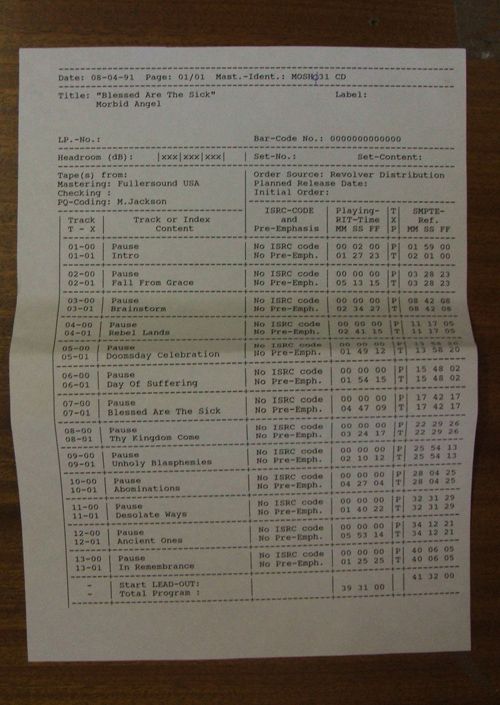 Date: 08-04-91 Page: 01/01 Mast.-Ident.: MOSH031 CD
Title: "Blessed Are The Sick" Label:
Morbid Angel
LP.-No.: Bar-Code No.: 0000000000000
Headroom (dB): |xxx|xxx|xxx| | Set-No.: Set-Content:
Tape(s) from: Order Source: Revolver Distribution
Mastering: Fullersound USA Planned Release Date:
Checking : Initial Order:
PQ-Coding: M.Jackson
Track Track or Index ISRC-CODE Playing- T SMPTE-
T - X Content and RIT-Time X Ref.
Pre-Emphasis MM SS FF P MM SS FF
01-00 Pause No ISRC code 00 02 00 P 01 59 00
01-01 Intro No Pre-Emph. 01 27 23 T 02 01 00
02-00 Pause No ISRC code 00 00 00 P 03 28 23
02-01 Fall From Grace No Pre-Emph. 05 13 15 T 03 28 23
03-00 Pause No ISRC code 00 00 00 P 08 42 08
03-01 Brainstorm No Pre-Emph. 02 34 27 T 08 42 08
04-00 Pause No ISRC code 00 00 00 P 11 17 05
04-01 Rebel Lands No Pre-Emph. 02 41 15 T 11 17 05
05-00 Pause No ISRC code 00 00 00 P 13 58 20
05-01 Doomsday Celebration No Pre-Emph. 01 49 12 T 13 58 20
06-00 Pause No ISRC code 00 00 00 P 15 48 02
06-01 Day Of Suffering No Pre-Emph. 01 54 15 T 15 48 02
07-00 Pause No ISRC code 00 00 00 P 17 42 17
07-01 Blessed Are The Sick No Pre-Emph. 04 47 09 T 17 42 17
08-00 Pause No ISRC code 00 00 00 P 22 29 26
08-01 Thy Kingdom Come No Pre-Emph. 03 24 17 T 22 29 26
09-00 Pause No ISRC code 00 00 00 P 25 54 13
09-01 Unholy Blasphemies No Pre-Emph. 02 10 12 T 25 54 13
10-00 Pause No ISRC code 00 00 00 P 28 04 25
10-01 Abominations No Pre-Emph. 04 27 04 T 28 04 25
11-00 Pause No ISRC code 00 00 00 P 32 31 29
11-01 Desolate Ways No Pre-Emph. 01 40 22 T 32 31 29
12-00 Pause No ISRC code 00 00 00 P 34 12 21
12-01 Ancient Ones No Pre-Emph. 05 53 14 T 34 12 21
13-00 Pause No ISRC code 00 00 00 P 40 06 05
13-01 In Remembrance No Pre-Emph. 01 25 25 T 40 06 05
- Start LEAD-OUT: 41 32 00
- Total Program : 39 31 00